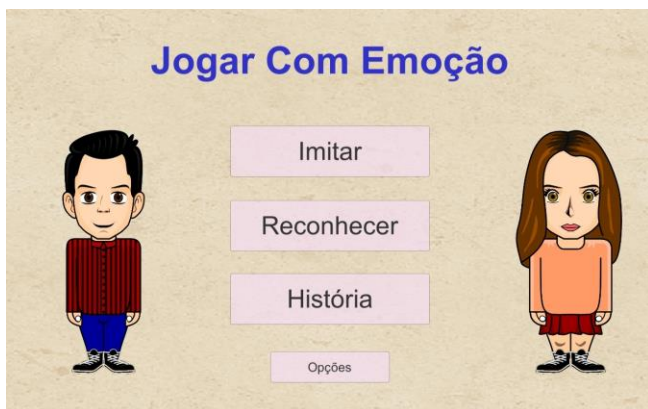 Jogar Com Emoção
Imitar
Reconhecer
História
Opções